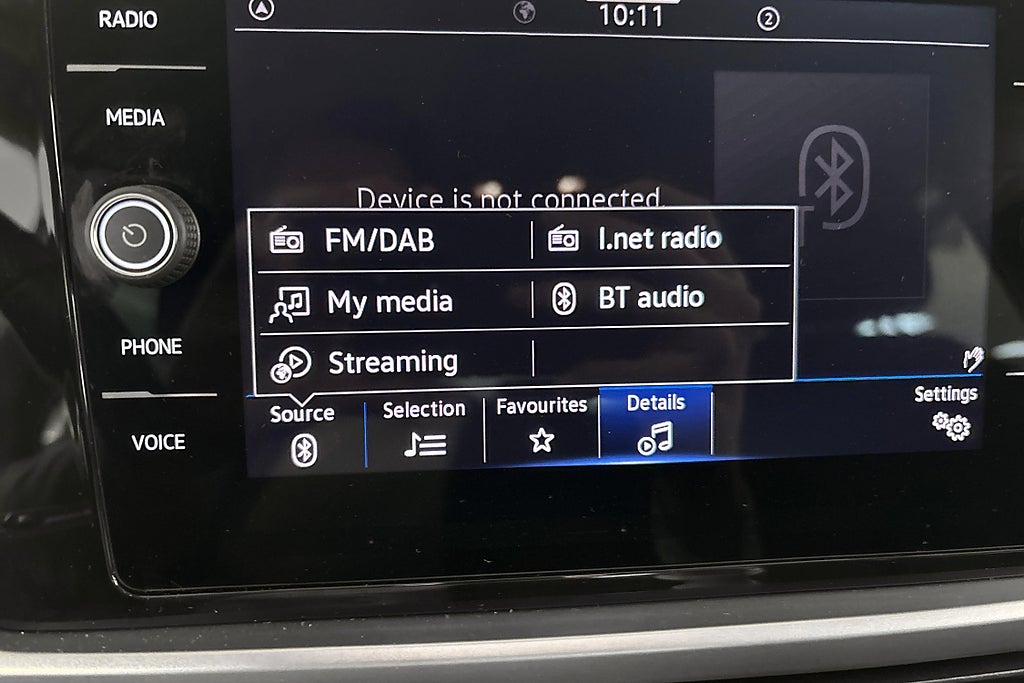 RADIO
MEDIA
PHONE
VOICE
10:11
2
Device is not connected.
FM/DAB
I.net radio
My media
BT audio
Streaming
Source
Selection
Favourites
Details
Settings